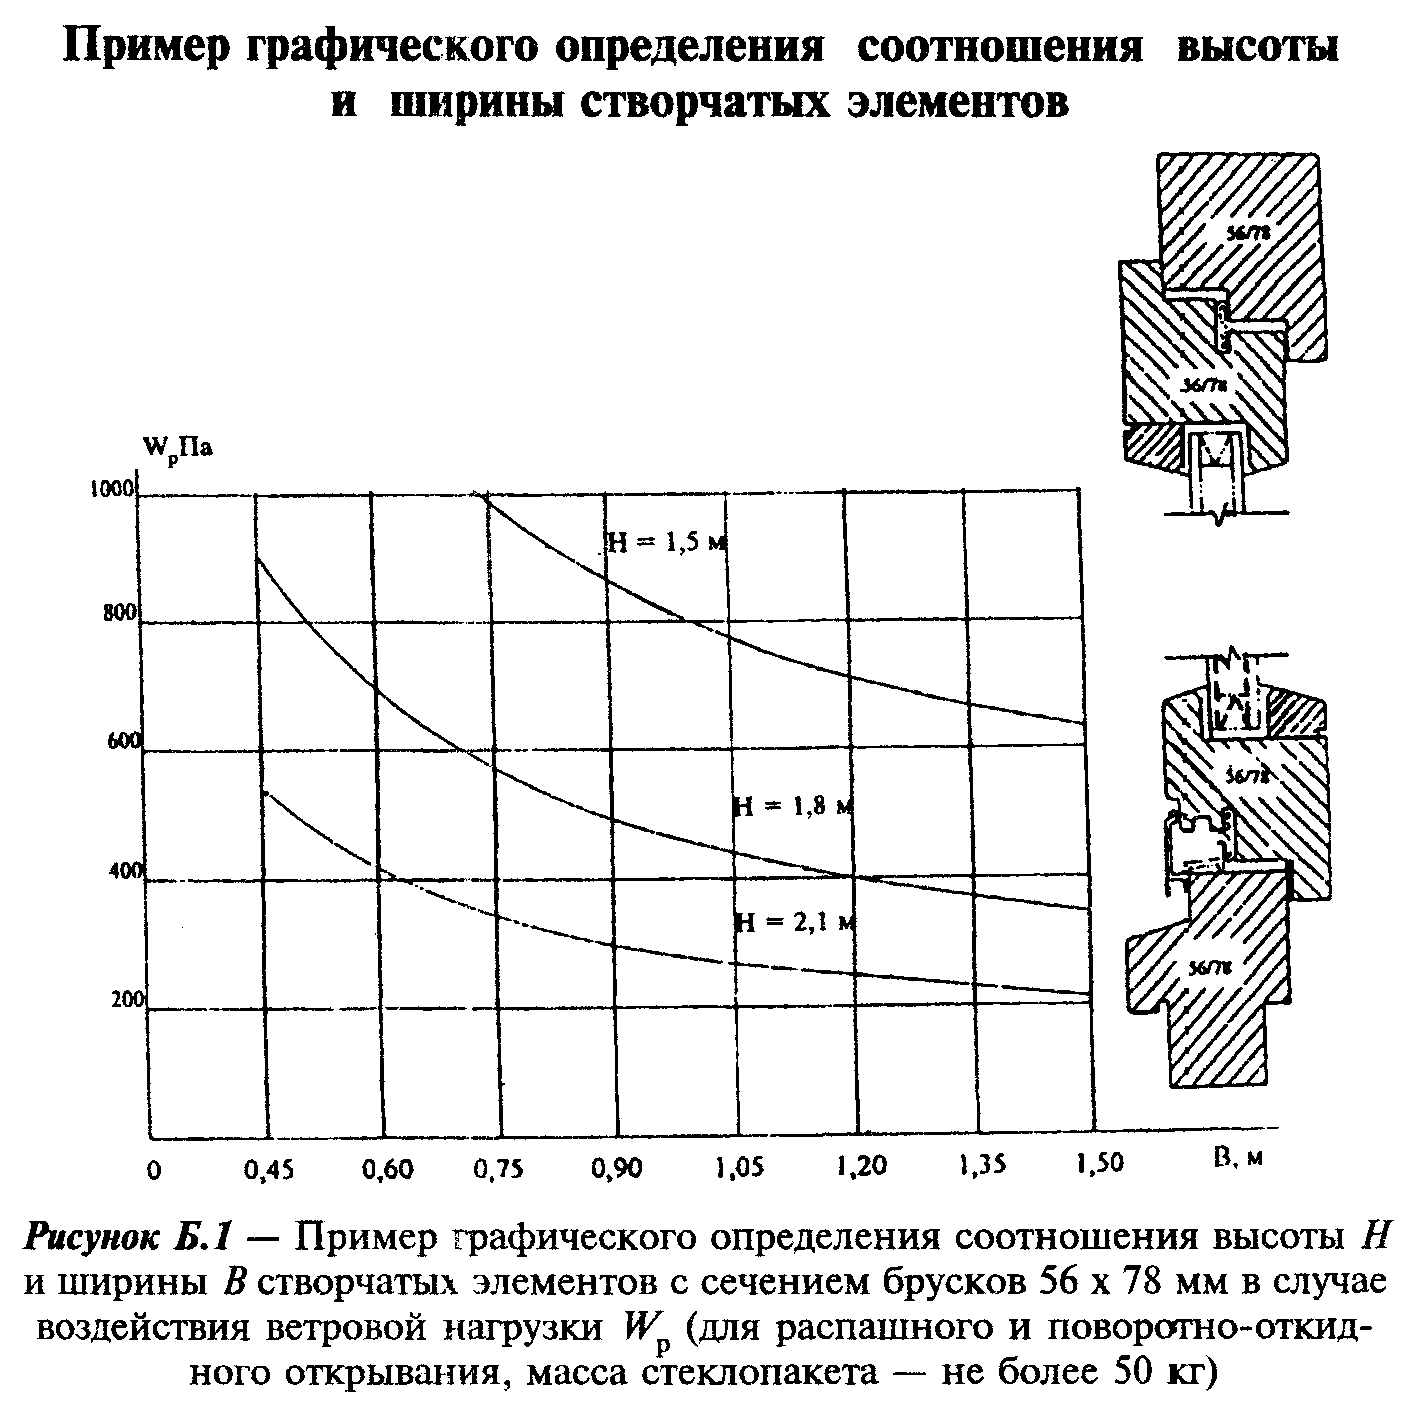 Пример графического определения соотношения высоты
и ширины створчатых элементов
56/78
56/78
WрПа
1000
H = 1,5 м
800
600
56/78
H = 1,8 м
400
H = 2,1 м
56/78
200
0 0,45 0,60 0,75 0,90 1,05 1,20 1,35 1,50 В, м
Рисунок Б.1 — Пример графического определения соотношения высоты H
и ширины B створчатых элементов с сечением брусков 56 х 78 мм в случае
воздействия ветровой нагрузки Wр (для распашного и поворотно-откид-
ного открывания, масса стеклопакета — не более 50 кг)